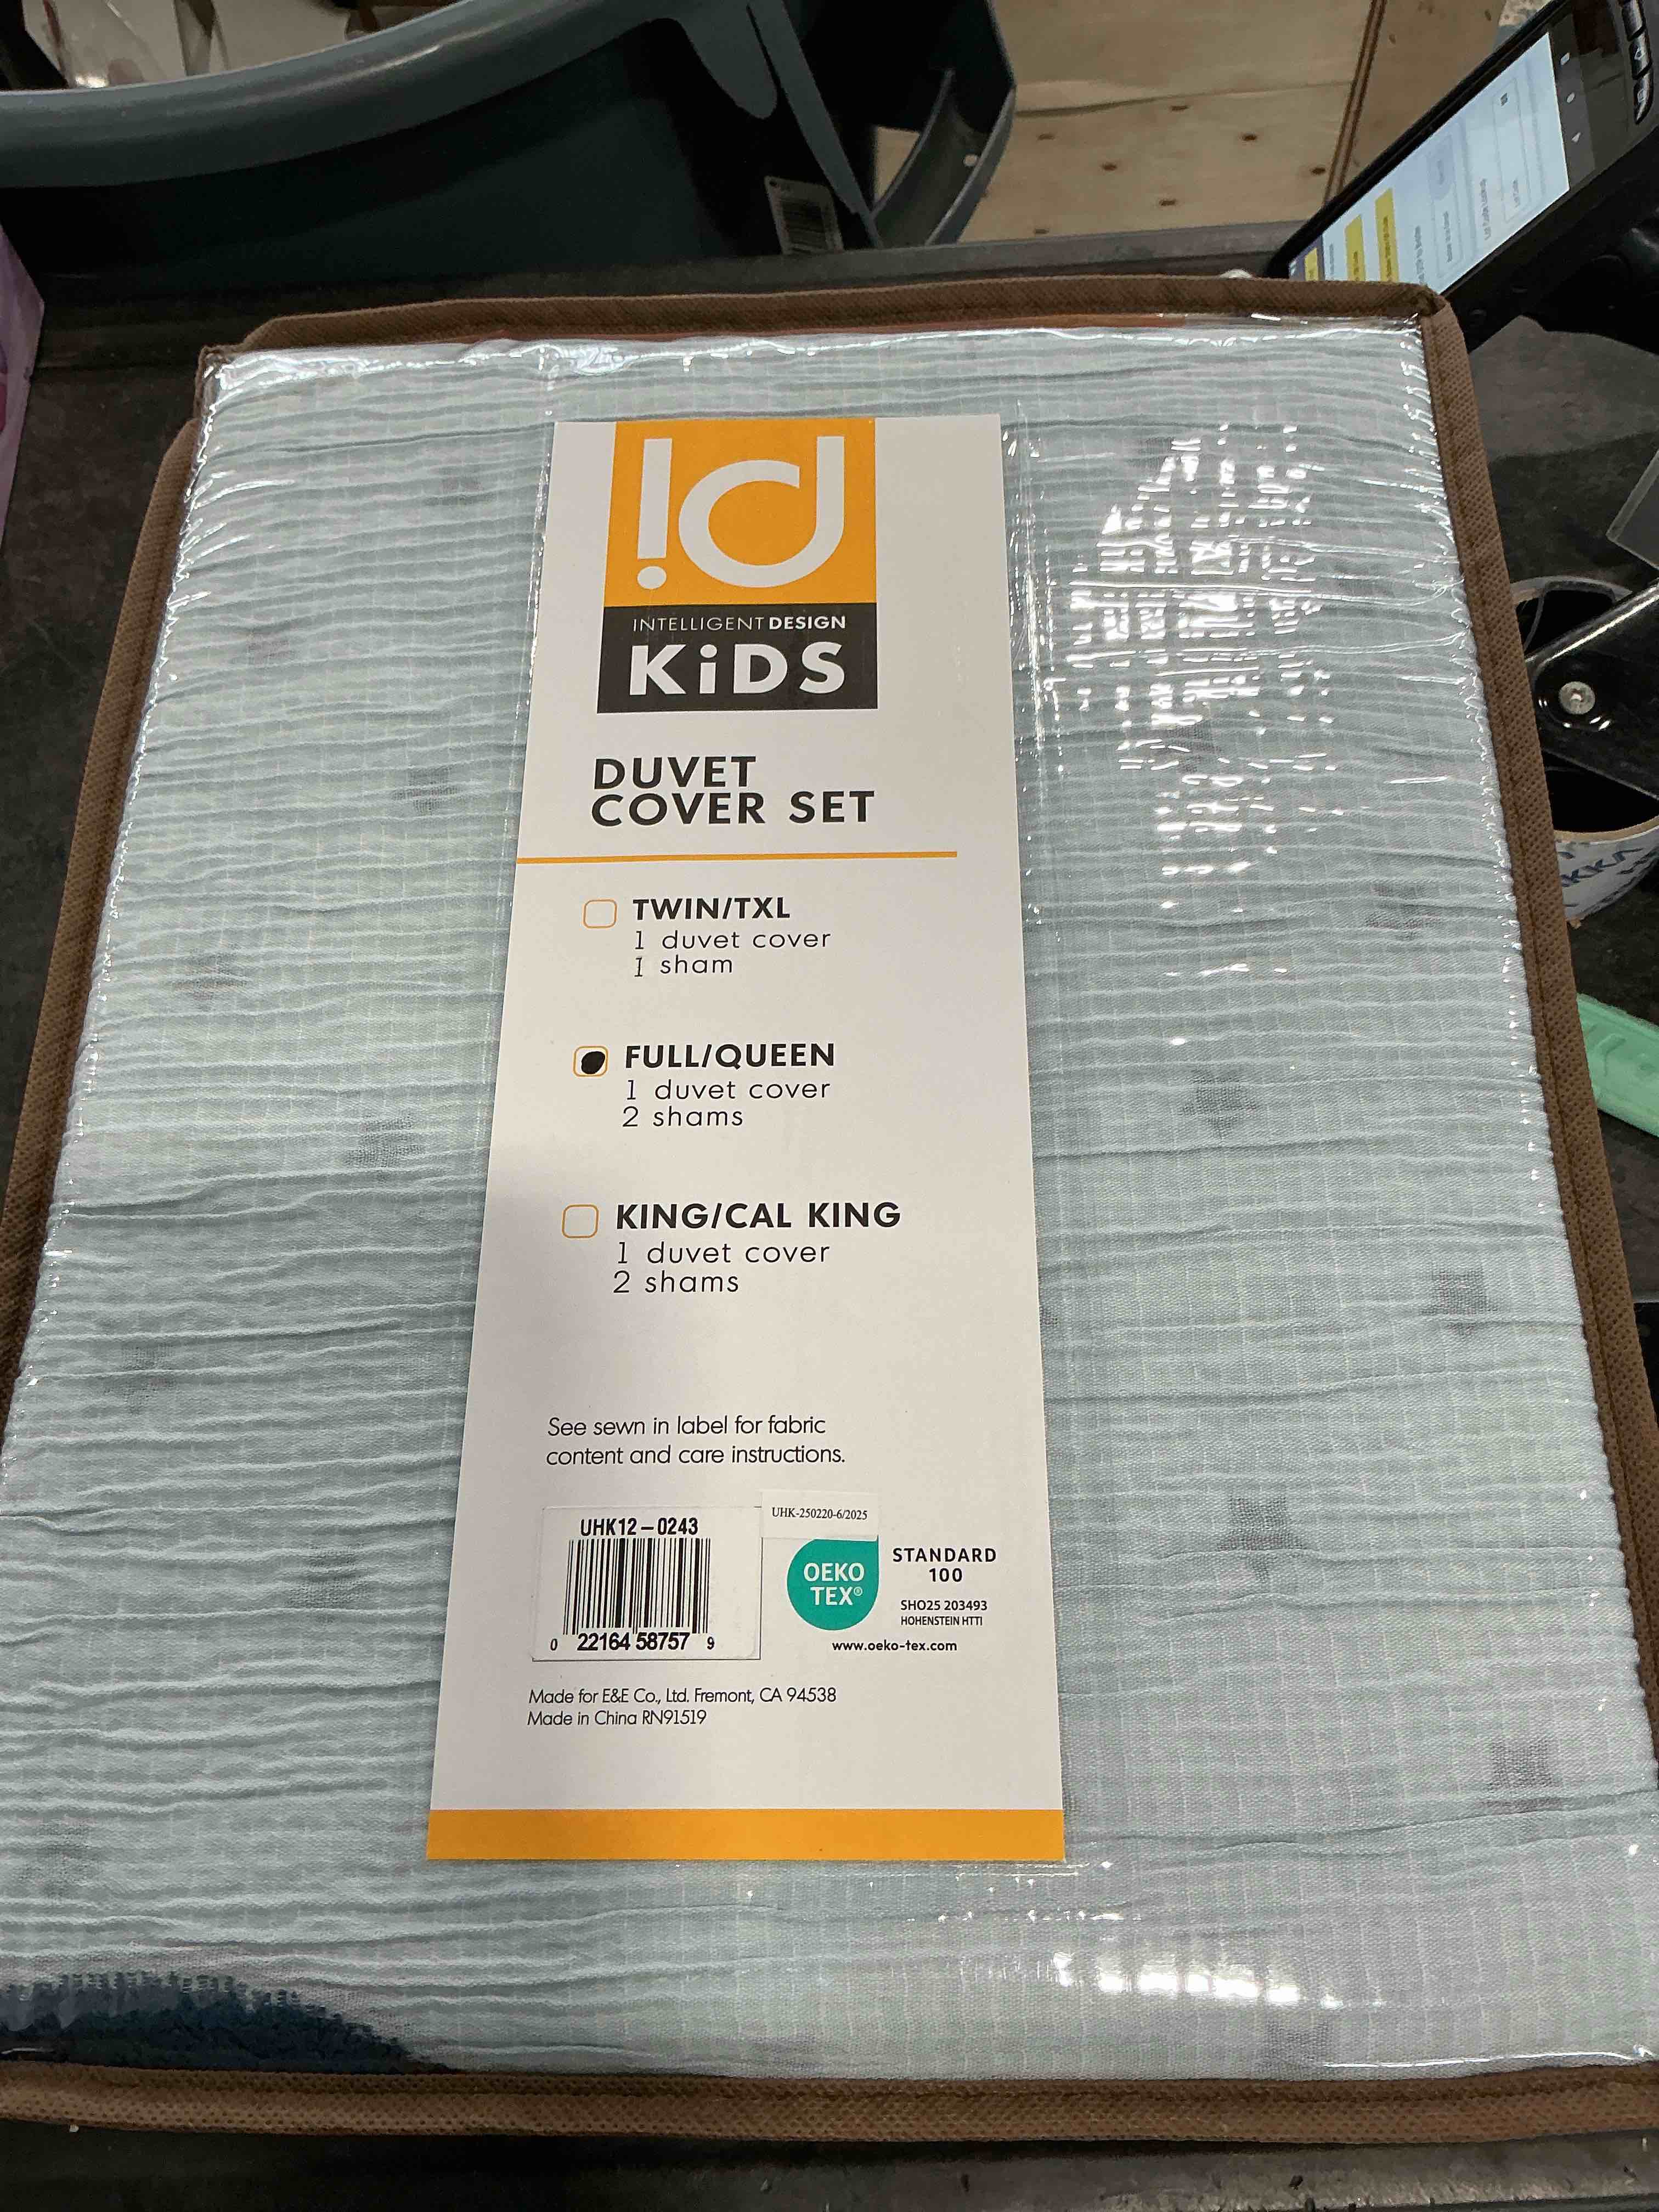 !d
INTELLIGENT DESIGN
KiDS
DUVET
COVER SET
TWIN/TXL
1 duvet cover
1 sham
FULL/QUEEN
1 duvet cover
2 shams
KING/CAL KING
1 duvet cover
2 shams
See sewn in label for fabric
content and care instructions.
UHK12-0243
0 22164 58757 9
UHK-250220-6/2025
OEKO
TEX®
STANDARD
100
SHO25 203493
HOHENSTEIN HTTI
www.oeko-tex.com
Made for E&E Co., Ltd. Fremont, CA 94538
Made in China RN91519